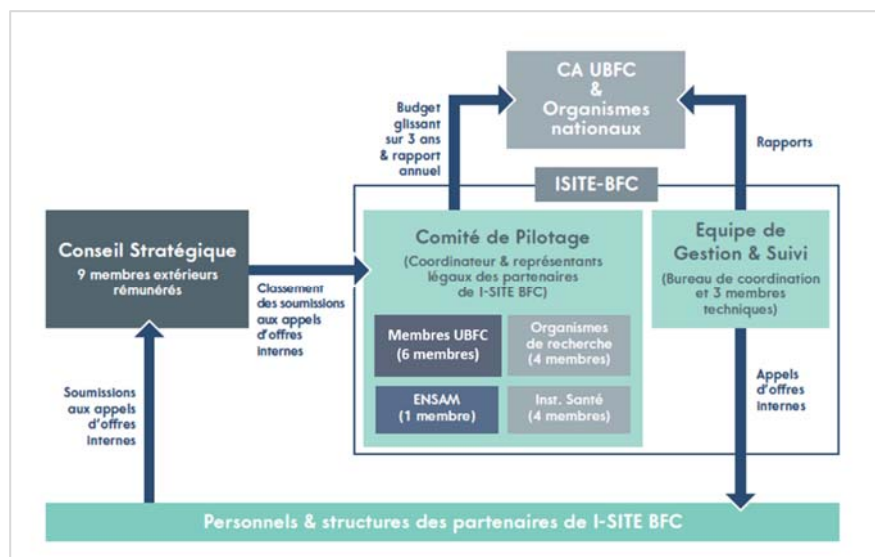 CA UBFC
&
Organismes
nationaux
Budget
glissant
sur 3 ans
& rapport
annuel
Rapports
ISITE-BFC
Conseil Stratégique
9 membres extérieurs
rémunérés
Classement
des soumissions
aux appels
d'offres
internes
Comité de Pilotage
(Coordinateur & représentants
légaux des partenaires
de I-SITE BFC)
Membres UBFC
(6 membres)
Organismes
de recherche
(4 membres)
ENSAM
(1 membre)
Inst. Santé
(4 membres)
Equipe de
Gestion & Suivi
(Bureau de coordination
et 3 membres
techniques)
Soumissions
aux appels
d'offres
internes
Appels
d'offres
internes
Personnels & structures des partenaires de I-SITE BFC